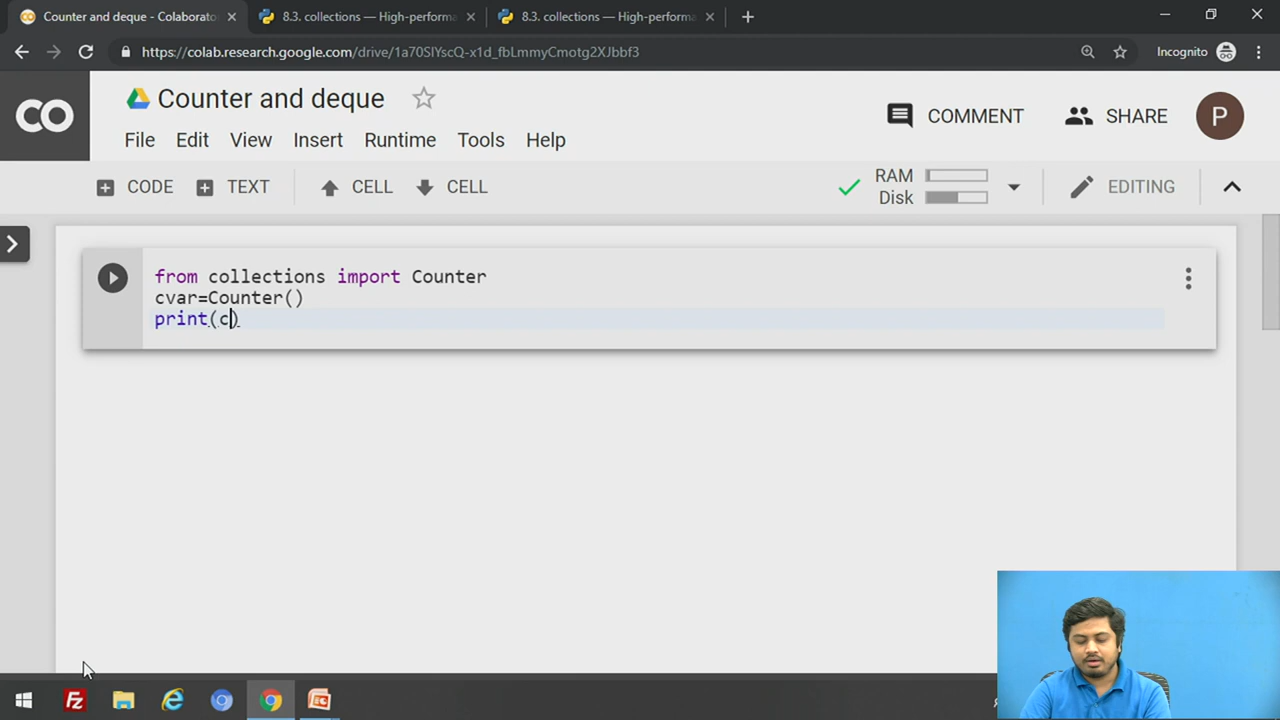 Counter and deque - Colaborato
8.3. collections — High-performa
8.3. collections — High-performa
https://colab.research.google.com/drive/1a70SlYscQ-x1d_fbLmmyCmotg2XJbbf3
Incognito
CO
Counter and deque
COMMENT
SHARE
P
File Edit View Insert Runtime Tools Help
CODE TEXT CELL CELL
RAM
Disk
EDITING
from collections import Counter
cvar=Counter()
print(c)
Fz